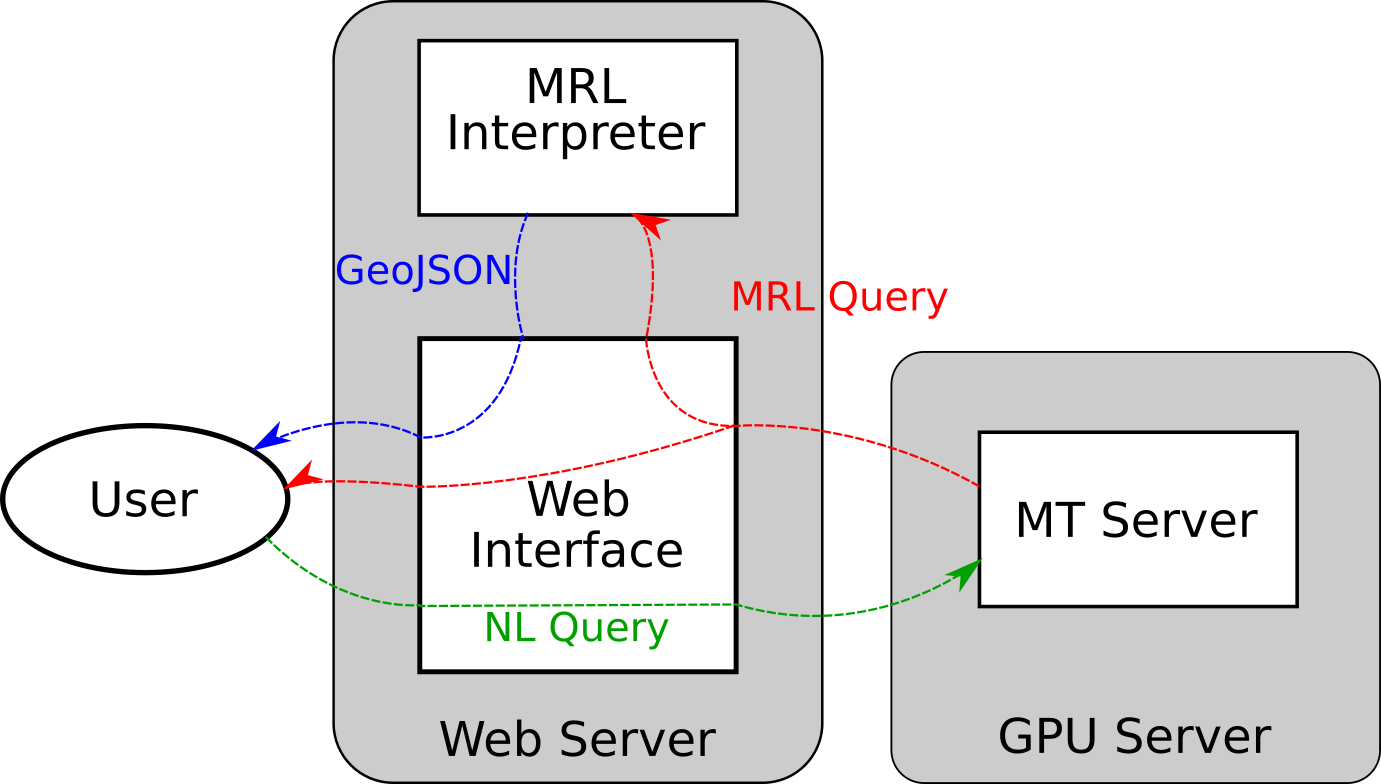 MRL
Interpreter
GeoJSON
MRL Query
User
Web
Interface
MT Server
NL Query
Web Server
GPU Server